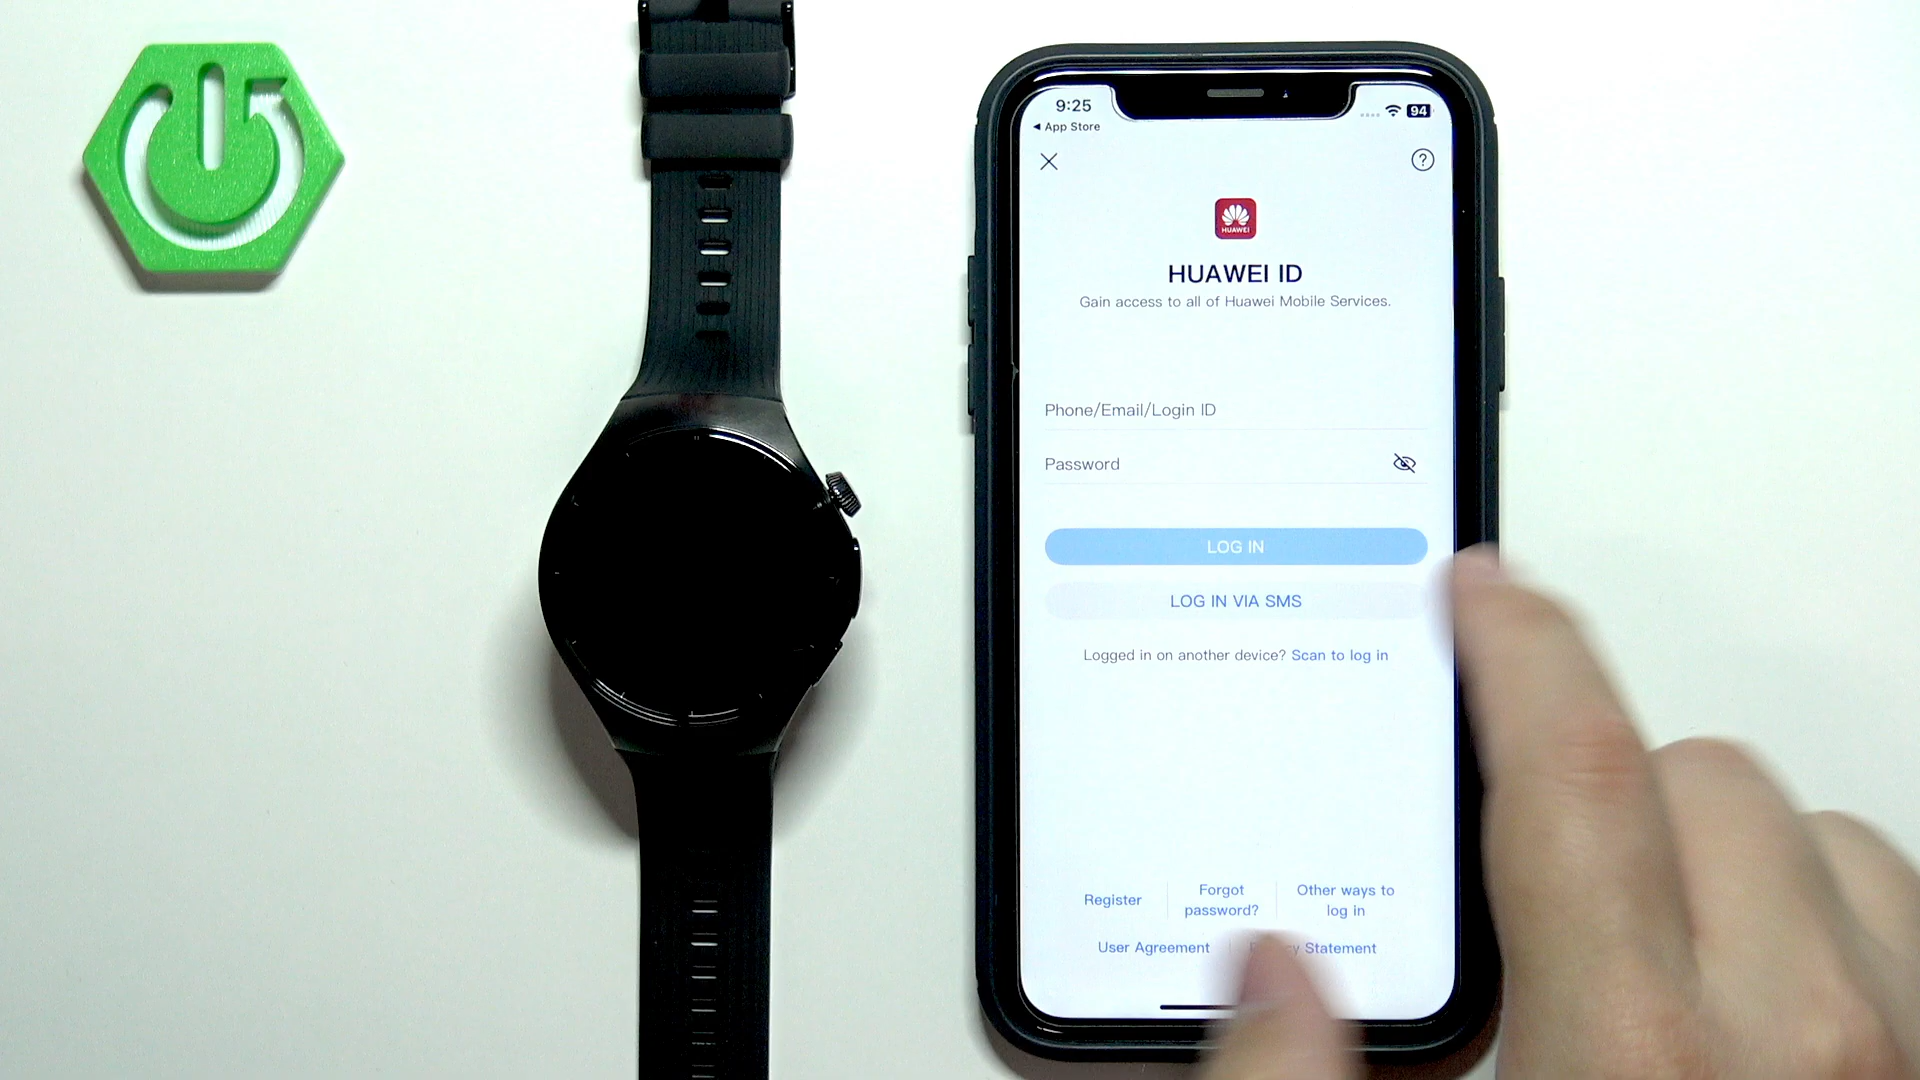 9:25
94
◀ App Store
?
HUAWEI
HUAWEI ID
Gain access to all of Huawei Mobile Services.
Phone/Email/Login ID
Password
LOG IN
LOG IN VIA SMS
Logged in on another device? Scan to log in
Register
Forgot password?
Other ways to log in
User Agreement
Statement